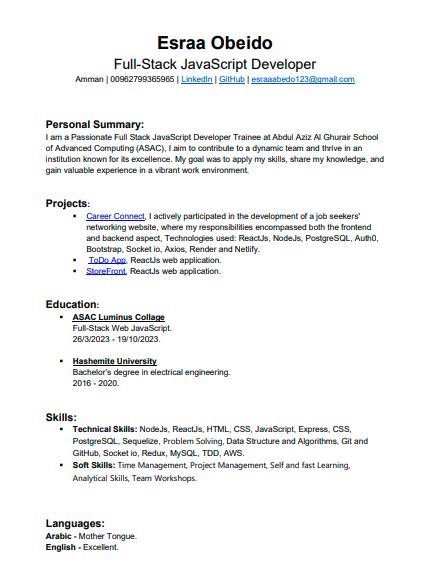 Esraa Obeido
Full-Stack JavaScript Developer
Amman | 00962799365965 | LinkedIn | GitHub | esraaabedo123@gmail.com
Personal Summary:
I am a Passionate Full Stack JavaScript Developer Trainee at Abdul Aziz Al Ghurair School
of Advanced Computing (ASAC), I aim to contribute to a dynamic team and thrive in an
institution known for its excellence. My goal was to apply my skills, share my knowledge, and
gain valuable experience in a vibrant work environment.
Projects:
▪ Career Connect, I actively participated in the development of a job seekers'
networking website, where my responsibilities encompassed both the frontend
and backend aspect, Technologies used: ReactJs, NodeJs, PostgreSQL, Auth0,
Bootstrap, Socket io, Axios, Render and Netlify.
▪ ToDo App, ReactJs web application.
▪ StoreFront, ReactJs web application.
Education:
▪ ASAC Luminus Collage
Full-Stack Web JavaScript.
26/3/2023 - 19/10/2023.
▪ Hashemite University
Bachelor's degree in electrical engineering.
2016 - 2020.
Skills:
▪ Technical Skills: NodeJs, ReactJs, HTML, CSS, JavaScript, Express, CSS,
PostgreSQL, Sequelize, Problem Solving, Data Structure and Algorithms, Git and
GitHub, Socket io, Redux, MySQL, TDD, AWS.
▪ Soft Skills: Time Management, Project Management, Self and fast Learning,
Analytical Skills, Team Workshops.
Languages:
Arabic - Mother Tongue.
English - Excellent.